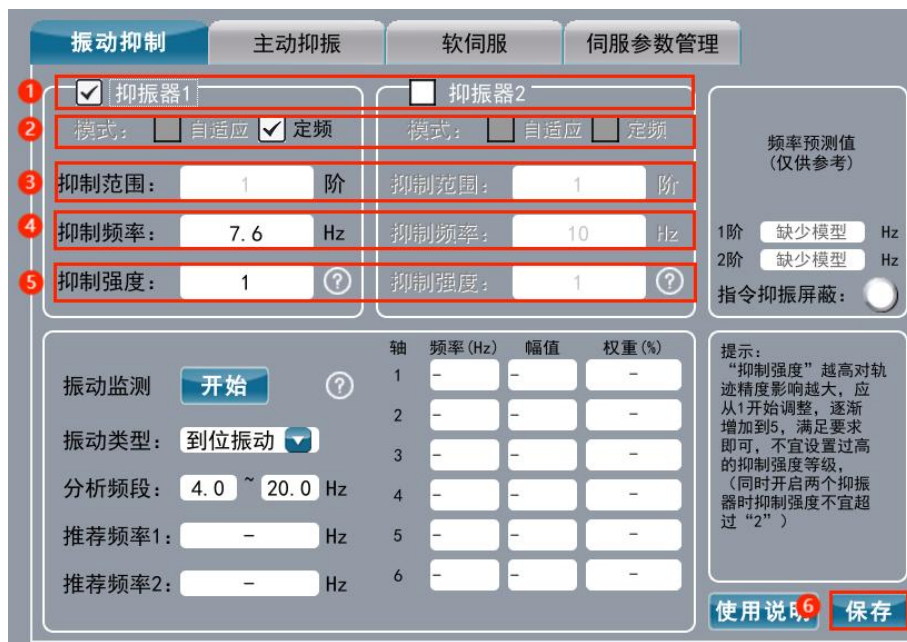 振动抑制 主动抑振 软伺服 伺服参数管理
1 抑振器1 抑振器2
2 模式： 自适应 定频 模式： 自适应 定频
3 抑制范围： 1 阶 抑制范围： 1 阶
4 抑制频率： 7.6 Hz 抑制频率： 10 Hz
5 抑制强度： 1 ? 抑制强度： 1 ?
频率预测值
(仅供参考)
1阶 缺少模型 Hz
2阶 缺少模型 Hz
指令抑振屏蔽：
轴 频率(Hz) 幅值 权重(%)
1 - - -
2 - - -
3 - - -
4 - - -
5 - - -
6 - - -
振动监测 开始 ?
振动类型： 到位振动
分析频段： 4.0 ~ 20.0 Hz
推荐频率1： - Hz
推荐频率2： - Hz
提示：
“抑制强度”越高对轨
迹精度影响越大，应
从1开始调整，逐渐
增加到5，满足要求
即可，不宜设置过高
的抑制强度等级，
（同时开启两个抑振
器时抑制强度不宜超
过“2”）
使用说 6 保存